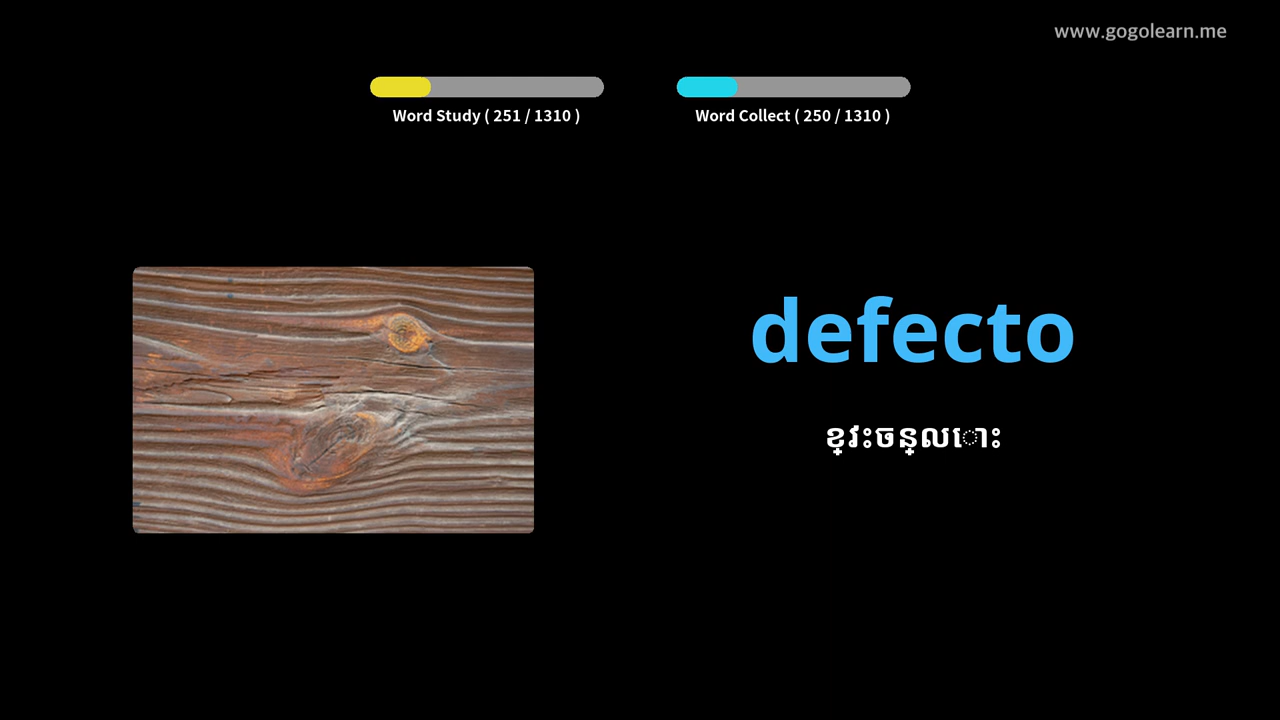 www.gogolearn.me
Word Study ( 251 / 1310 )
Word Collect ( 250 / 1310 )
defecto
ខ្វះចន្លោះ